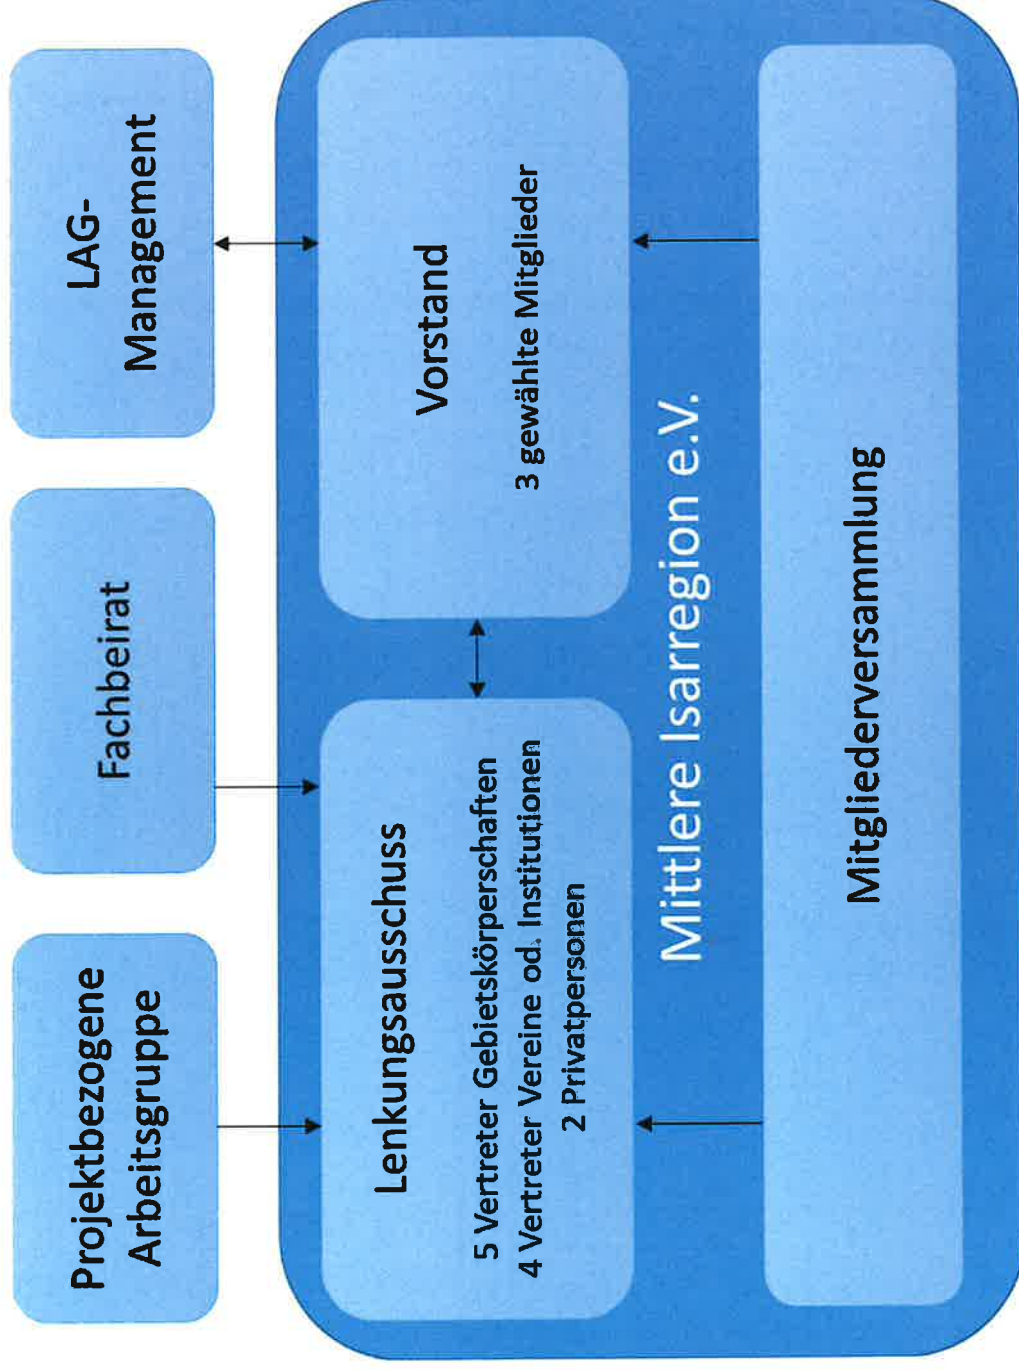 Projektbezogene
Arbeitsgruppe
Fachbeirat
LAG-
Management
Lenkungsausschuss
5 Vertreter Gebietskörperschaften
4 Vertreter Vereine od. Institutionen
2 Privatpersonen
Vorstand
3 gewählte Mitglieder
Mittlere Isarregion e.V.
Mitgliederversammlung